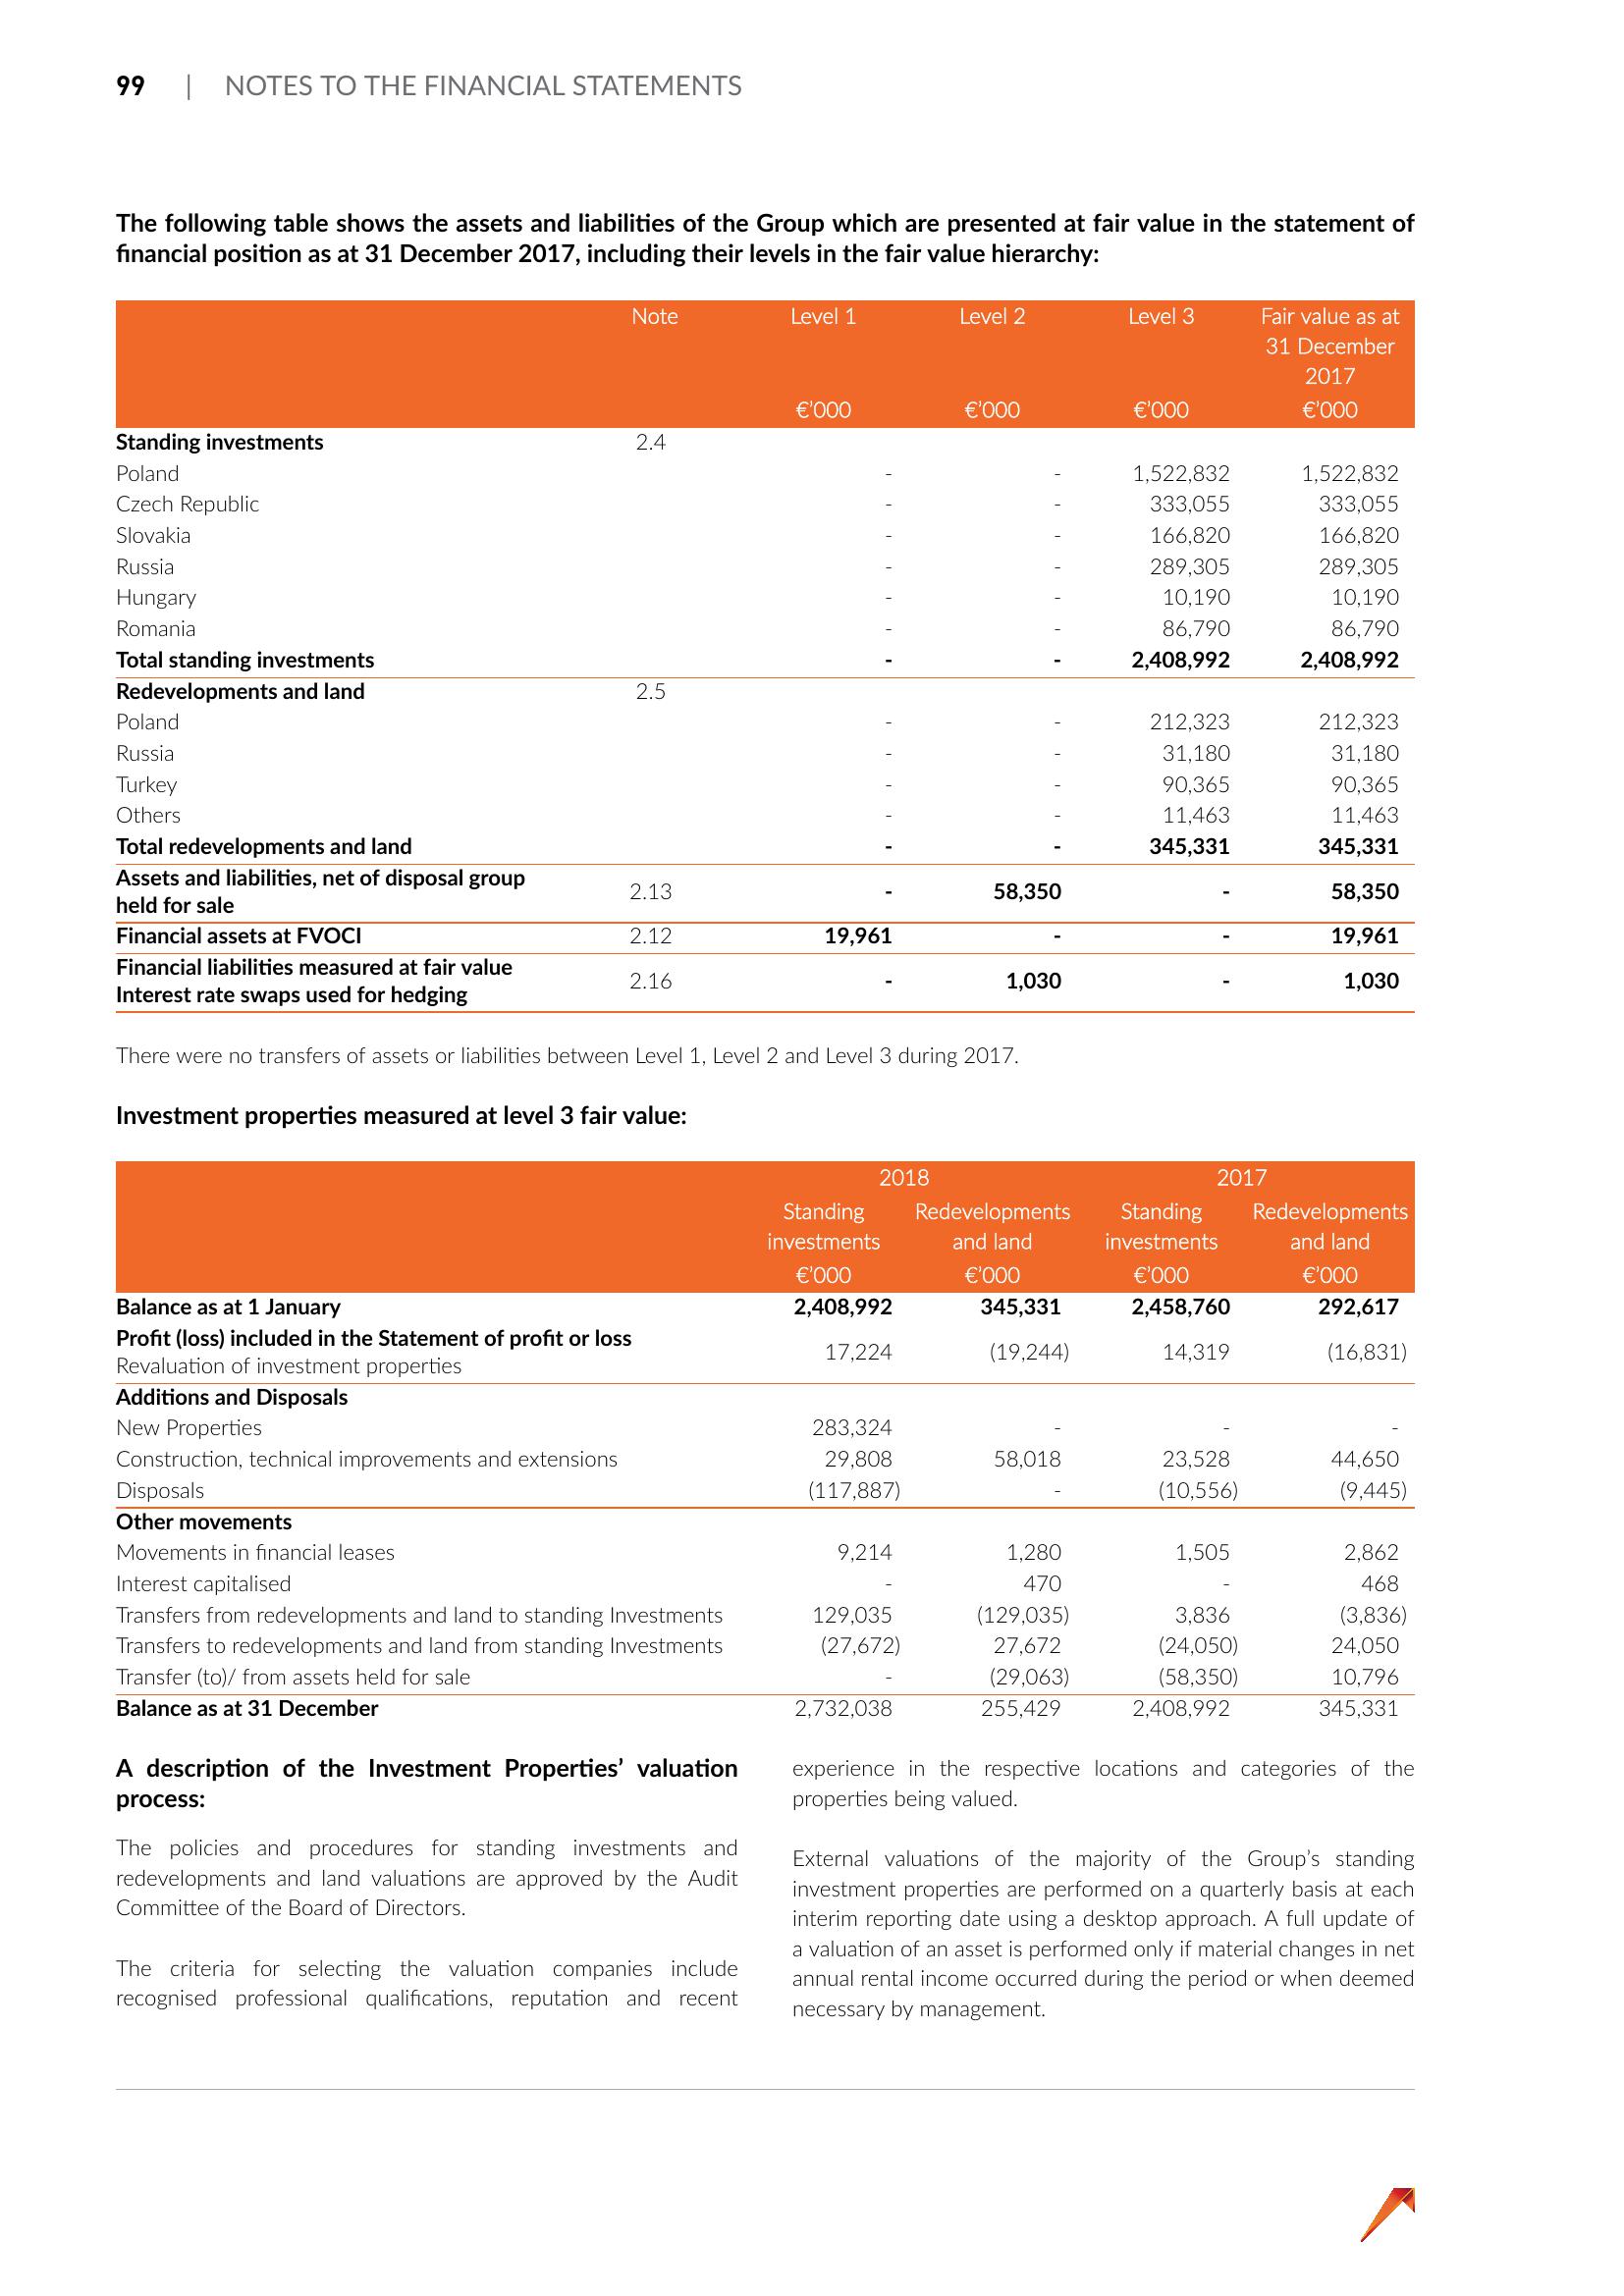 99 | NOTES TO THE FINANCIAL STATEMENTS
The following table shows the assets and liabilities of the Group which are presented at fair value in the statement of
financial position as at 31 December 2017, including their levels in the fair value hierarchy:
Note Level 1 Level 2 Level 3 Fair value as at
31 December
2017
€'000 €'000 €'000 €'000
Standing investments 2.4
Poland - - 1,522,832 1,522,832
Czech Republic - - 333,055 333,055
Slovakia - - 166,820 166,820
Russia - - 289,305 289,305
Hungary - - 10,190 10,190
Romania - - 86,790 86,790
Total standing investments - - 2,408,992 2,408,992
Redevelopments and land 2.5
Poland - - 212,323 212,323
Russia - - 31,180 31,180
Turkey - - 90,365 90,365
Others - - 11,463 11,463
Total redevelopments and land - - 345,331 345,331
Assets and liabilities, net of disposal group
held for sale 2.13 - 58,350 - 58,350
Financial assets at FVOCI 2.12 19,961 - - 19,961
Financial liabilities measured at fair value
Interest rate swaps used for hedging 2.16 - 1,030 - 1,030
There were no transfers of assets or liabilities between Level 1, Level 2 and Level 3 during 2017.
Investment properties measured at level 3 fair value:
2018 2017
Standing Redevelopments Standing Redevelopments
investments and land investments and land
€'000 €'000 €'000 €'000
Balance as at 1 January 2,408,992 345,331 2,458,760 292,617
Profit (loss) included in the Statement of profit or loss
Revaluation of investment properties 17,224 (19,244) 14,319 (16,831)
Additions and Disposals
New Properties 283,324 - - -
Construction, technical improvements and extensions 29,808 58,018 23,528 44,650
Disposals (117,887) - (10,556) (9,445)
Other movements
Movements in financial leases 9,214 1,280 1,505 2,862
Interest capitalised - 470 - 468
Transfers from redevelopments and land to standing Investments 129,035 (129,035) 3,836 (3,836)
Transfers to redevelopments and land from standing Investments (27,672) 27,672 (24,050) 24,050
Transfer (to)/ from assets held for sale - (29,063) (58,350) 10,796
Balance as at 31 December 2,732,038 255,429 2,408,992 345,331
A description of the Investment Properties' valuation
process:
The policies and procedures for standing investments and
redevelopments and land valuations are approved by the Audit
Committee of the Board of Directors.
The criteria for selecting the valuation companies include
recognised professional qualifications, reputation and recent
experience in the respective locations and categories of the
properties being valued.
External valuations of the majority of the Group's standing
investment properties are performed on a quarterly basis at each
interim reporting date using a desktop approach. A full update of
a valuation of an asset is performed only if material changes in net
annual rental income occurred during the period or when deemed
necessary by management.